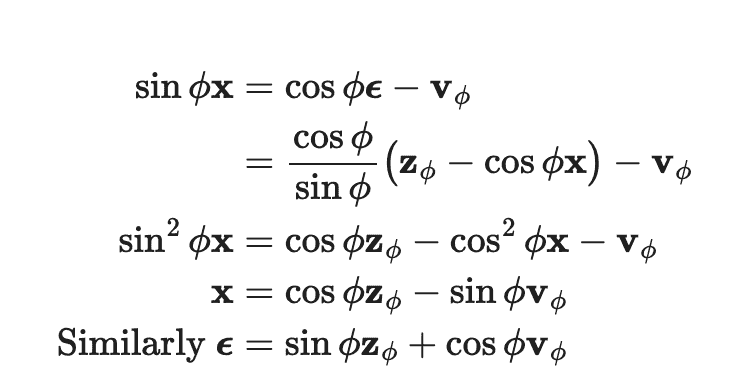 sin ϕx = cos ϕϵ − v_ϕ
= cos ϕ / sin ϕ (z_ϕ − cos ϕx) − v_ϕ
sin² ϕx = cos ϕz_ϕ − cos² ϕx − v_ϕ
x = cos ϕz_ϕ − sin ϕv_ϕ
Similarly ϵ = sin ϕz_ϕ + cos ϕv_ϕ